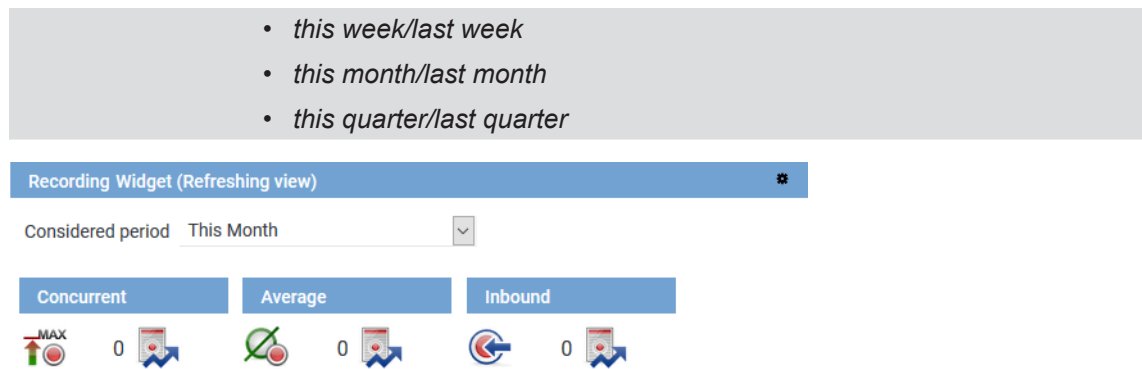 • this week/last week
• this month/last month
• this quarter/last quarter
Recording Widget (Refreshing view)
Considered period This Month
Concurrent Average Inbound
MAX 0 0 0